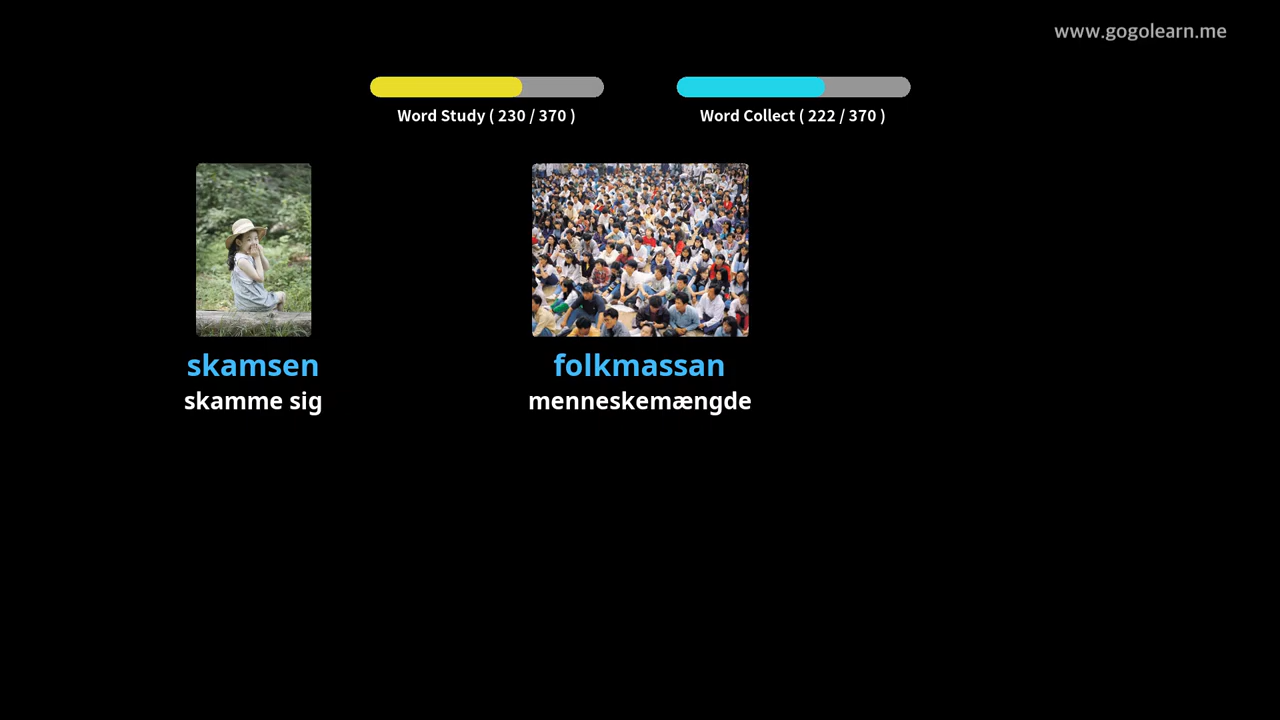 www.gogolearn.me
Word Study ( 230 / 370 )
Word Collect ( 222 / 370 )
skamsen
skamme sig
folkmassan
menneskemængde